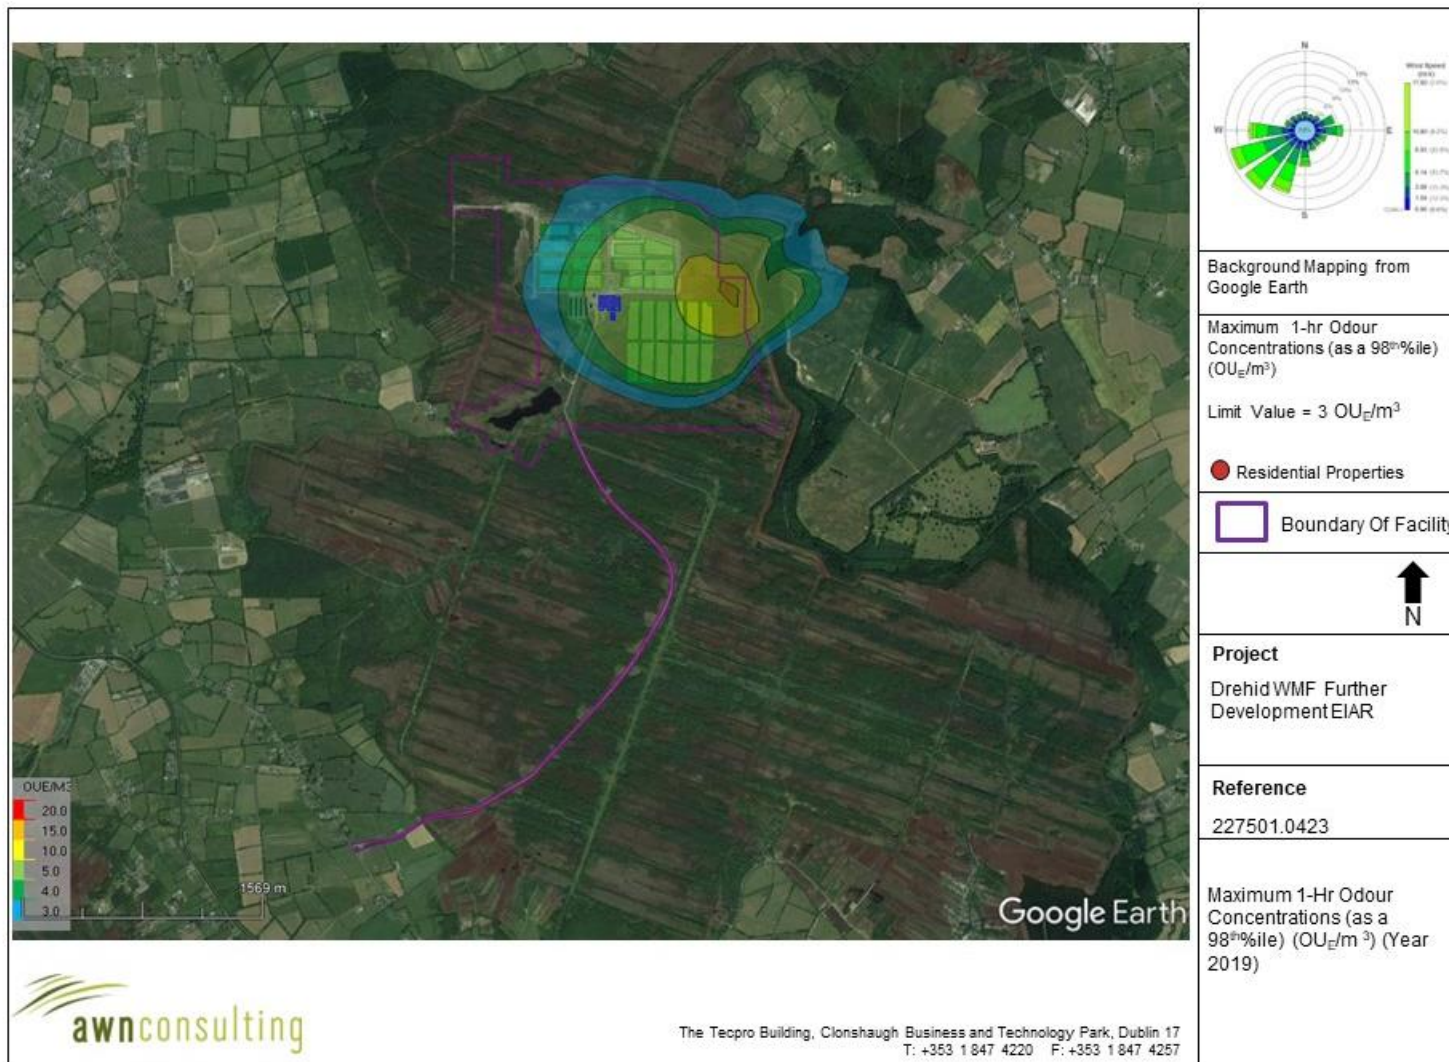 N
W
E
S
Wind Speed
Background Mapping from
Google Earth
Maximum 1-hr Odour
Concentrations (as a 98th%ile)
(OUE/m3)
Limit Value = 3 OUE/m3
Residential Properties
Boundary Of Facility
N
Project
Drehid WMF Further
Development EIAR
Reference
227501.0423
Maximum 1-Hr Odour
Concentrations (as a
98th%ile) (OUE/m 3) (Year
2019)
OUE/M3
20.0
15.0
10.0
5.0
4.0
3.0
1569 m
Google Earth
awnconsulting
The Tecpro Building, Clonshaugh Business and Technology Park, Dublin 17
T: +353 1 847 4220 F: +353 1 847 4257